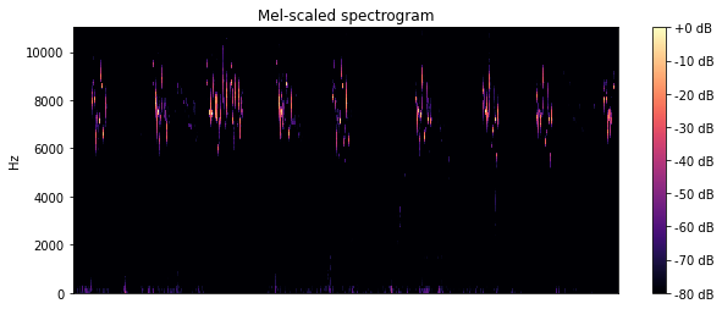 Mel-scaled spectrogram
10000
8000
6000
4000
2000
0
Hz
+0 dB
-10 dB
-20 dB
-30 dB
-40 dB
-50 dB
-60 dB
-70 dB
-80 dB